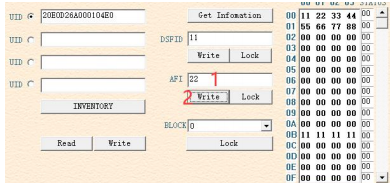 00 01 02 03 STATUS
UID 20E0D26A000104E0
Get Infomation
00 11 22 33 44 00
01 55 66 77 88 00
UID
DSFID 11
02 00 00 00 00 00
03 00 00 00 00 00
Write Lock
04 00 00 00 00 00
UID
05 00 00 00 00 00
AFI 22 1
06 00 00 00 00 00
UID
07 00 00 00 00 00
2 Write Lock
08 00 00 00 00 00
INVENTORY
09 00 00 00 00 00
0A 00 00 00 00 00
BLOCK 0
0B 11 11 11 11 00
0C 00 00 00 00 00
Read Write
Lock
0D 00 00 00 00 00
0E 00 00 00 00 00
0F 00 00 00 00 00